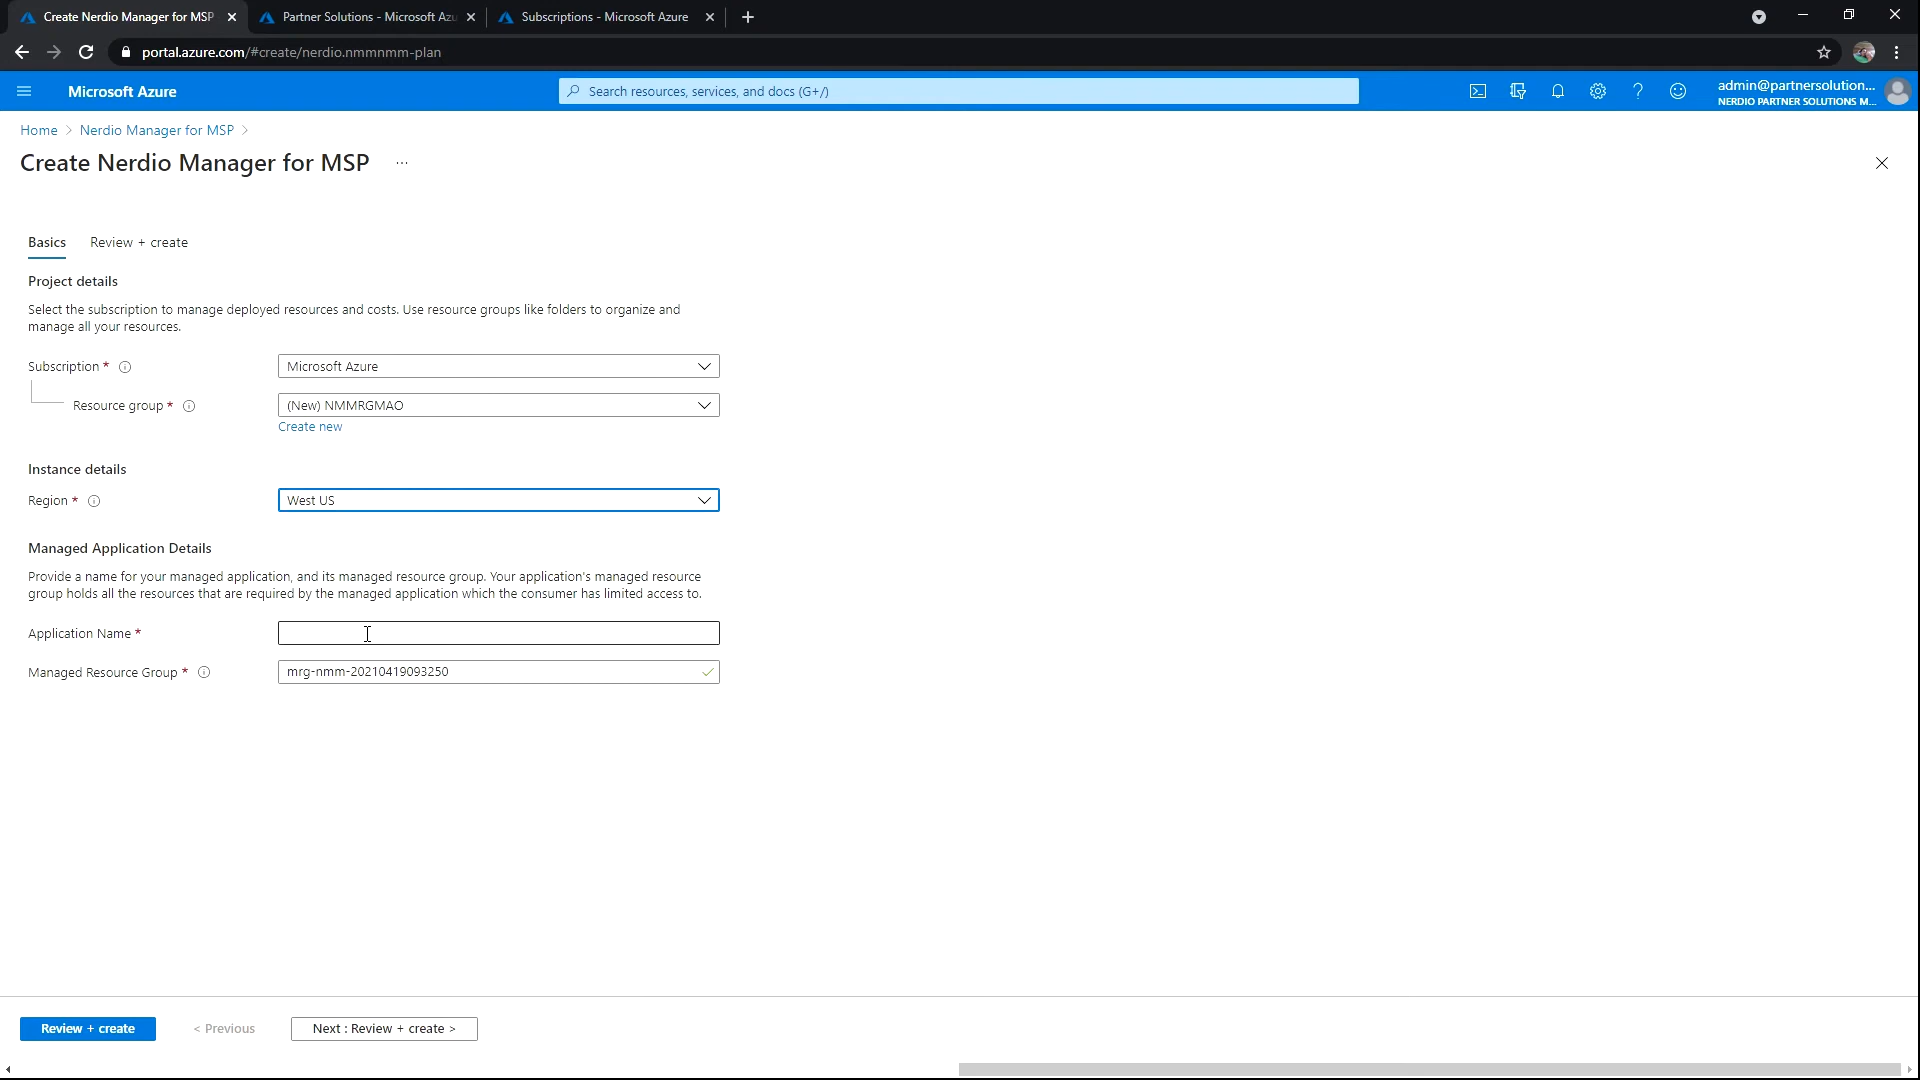 Create Nerdio Manager for MSP
Partner Solutions - Microsoft Azu
Subscriptions - Microsoft Azure
portal.azure.com/#create/nerdio.nmmnmm-plan
Microsoft Azure
Search resources, services, and docs (G+/)
admin@partnersolution...
NERDIO PARTNER SOLUTIONS M...
Home > Nerdio Manager for MSP >
Create Nerdio Manager for MSP ...
Basics Review + create
Project details
Select the subscription to manage deployed resources and costs. Use resource groups like folders to organize and
manage all your resources.
Subscription * Microsoft Azure
Resource group * (New) NMMRGMAO
Create new
Instance details
Region * West US
Managed Application Details
Provide a name for your managed application, and its managed resource group. Your application's managed resource
group holds all the resources that are required by the managed application which the consumer has limited access to.
Application Name *
Managed Resource Group * mrg-nmm-20210419093250
Review + create < Previous Next : Review + create >